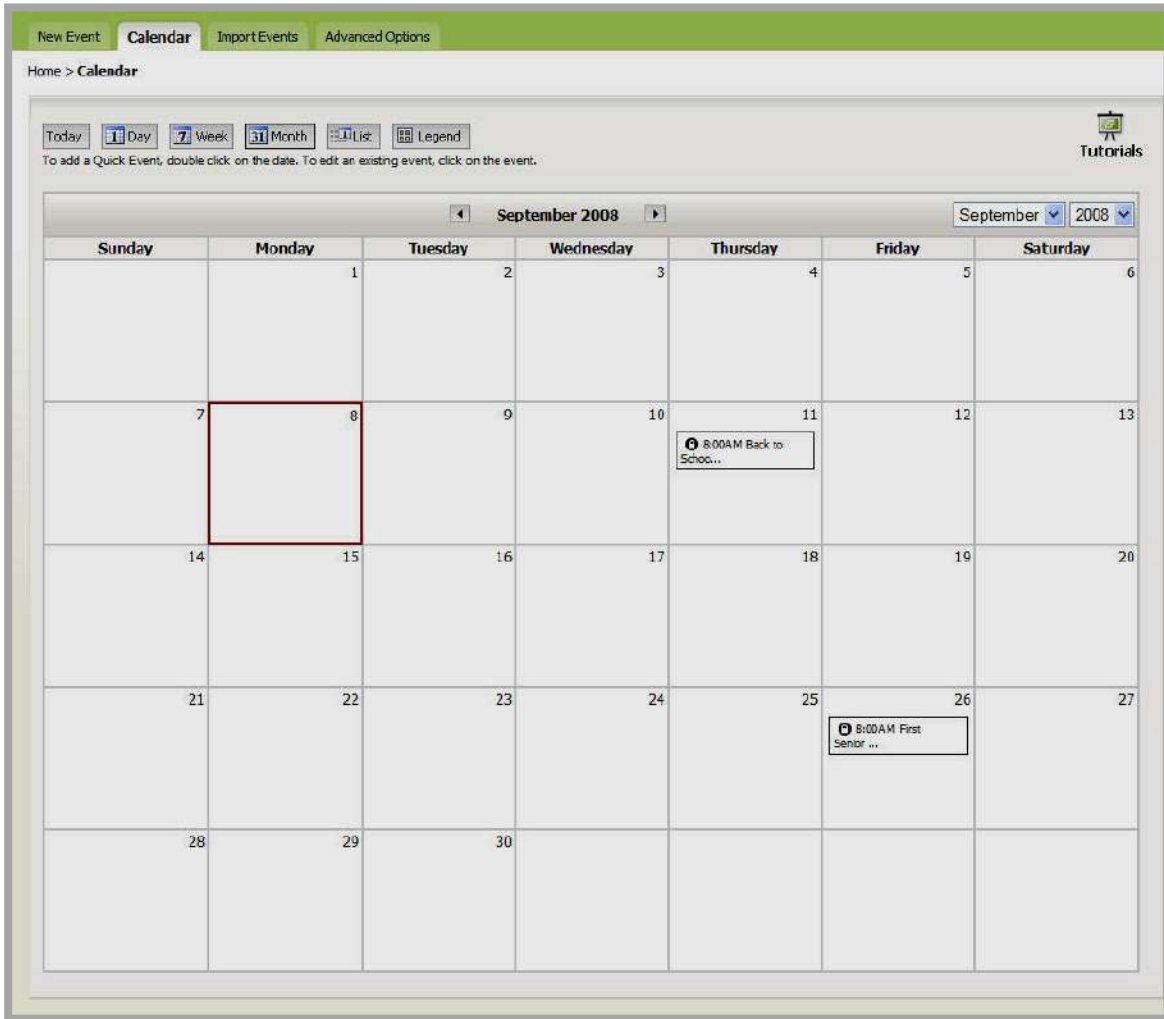 New Event Calendar Import Events Advanced Options
Home > Calendar
Today 1 Day 7 Week 31 Month List Legend
Tutorials
To add a Quick Event, double click on the date. To edit an existing event, click on the event.
September 2008 September 2008
Sunday Monday Tuesday Wednesday Thursday Friday Saturday
1 2 3 4 5 6
7 8 9 10 11 12 13
8:00AM Back to
Schoo...
14 15 16 17 18 19 20
21 22 23 24 25 26 27
8:00AM First
Senior ...
28 29 30